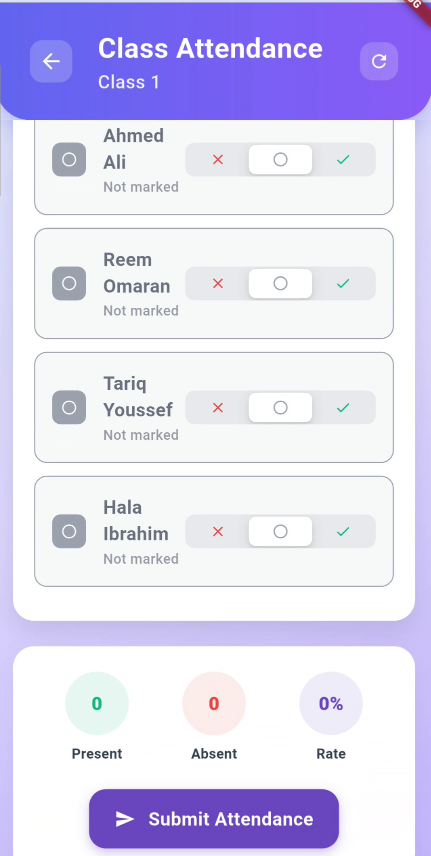 Class Attendance
Class 1
Ahmed
Ali
Not marked
Reem
Omaran
Not marked
Tariq
Youssef
Not marked
Hala
Ibrahim
Not marked
0
0
0%
Present
Absent
Rate
Submit Attendance